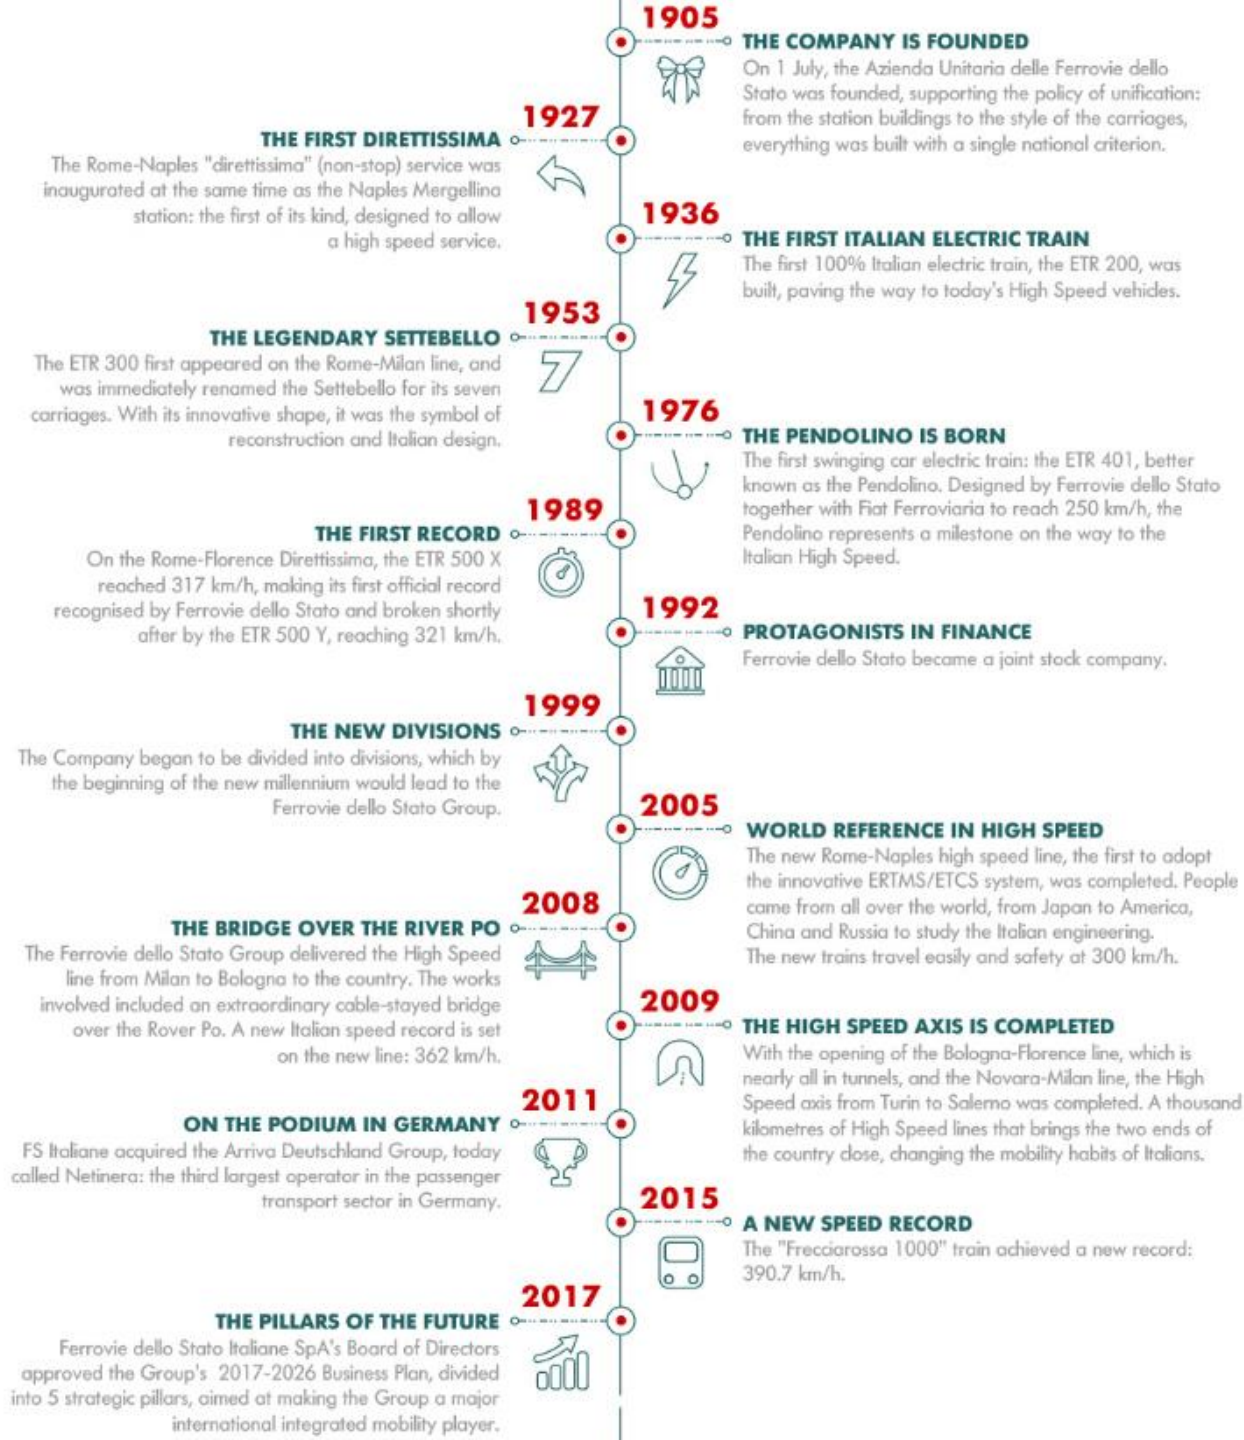 1905
THE COMPANY IS FOUNDED
On 1 July, the Azienda Unitaria delle Ferrovie dello
Stato was founded, supporting the policy of unification:
from the station buildings to the style of the carriages,
everything was built with a single national criterion.
1927
THE FIRST DIRETTISSIMA
The Rome-Naples "direttissima" (non-stop) service was
inaugurated at the same time as the Naples Mergellina
station: the first of its kind, designed to allow
a high speed service.
1936
THE FIRST ITALIAN ELECTRIC TRAIN
The first 100% Italian electric train, the ETR 200, was
built, paving the way to today's High Speed vehicles.
1953
THE LEGENDARY SETTEBELLO
The ETR 300 first appeared on the Rome-Milan line, and
was immediately renamed the Settebello for its seven
carriages. With its innovative shape, it was the symbol of
reconstruction and Italian design.
7
1976
THE PENDOLINO IS BORN
The first swinging car electric train: the ETR 401, better
known as the Pendolino. Designed by Ferrovie dello Stato
together with Fiat Ferroviaria to reach 250 km/h, the
Pendolino represents a milestone on the way to the
Italian High Speed.
1989
THE FIRST RECORD
On the Rome-Florence Direttissima, the ETR 500 X
reached 317 km/h, making its first official record
recognised by Ferrovie dello Stato and broken shortly
after by the ETR 500 Y, reaching 321 km/h.
1992
PROTAGONISTS IN FINANCE
Ferrovie dello Stato became a joint stock company.
1999
THE NEW DIVISIONS
The Company began to be divided into divisions, which by
the beginning of the new millennium would lead to the
Ferrovie dello Stato Group.
2005
WORLD REFERENCE IN HIGH SPEED
The new Rome-Naples high speed line, the first to adopt
the innovative ERTMS/ETCS system, was completed. People
came from all over the world, from Japan to America,
China and Russia to study the Italian engineering.
The new trains travel easily and safety at 300 km/h.
2008
THE BRIDGE OVER THE RIVER PO
The Ferrovie dello Stato Group delivered the High Speed
line from Milan to Bologna to the country. The works
involved included an extraordinary cable-stayed bridge
over the Rover Po. A new Italian speed record is set
on the new line: 362 km/h.
2009
THE HIGH SPEED AXIS IS COMPLETED
With the opening of the Bologna-Florence line, which is
nearly all in tunnels, and the Novara-Milan line, the High
Speed axis from Turin to Salerno was completed. A thousand
kilometres of High Speed lines that brings the two ends of
the country close, changing the mobility habits of Italians.
2011
ON THE PODIUM IN GERMANY
FS Italiane acquired the Arriva Deutschland Group, today
called Netinera: the third largest operator in the passenger
transport sector in Germany.
2015
A NEW SPEED RECORD
The "Frecciarossa 1000" train achieved a new record:
390.7 km/h.
2017
THE PILLARS OF THE FUTURE
Ferrovie dello Stato Italiane SpA's Board of Directors
approved the Group's 2017-2026 Business Plan, divided
into 5 strategic pillars, aimed at making the Group a major
international integrated mobility player.